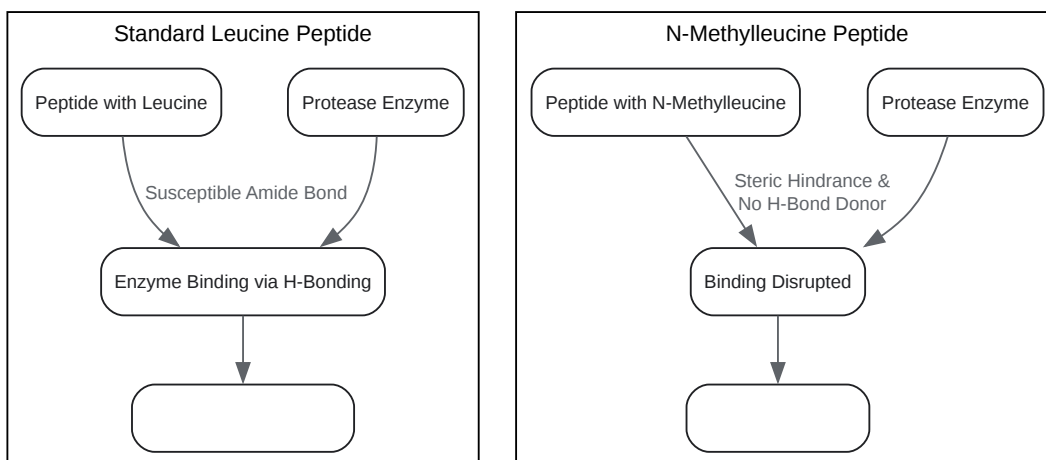 Standard Leucine Peptide
Peptide with Leucine
Protease Enzyme
Susceptible Amide Bond
Enzyme Binding via H-Bonding
N-Methylleucine Peptide
Peptide with N-Methylleucine
Protease Enzyme
Steric Hindrance &
No H-Bond Donor
Binding Disrupted